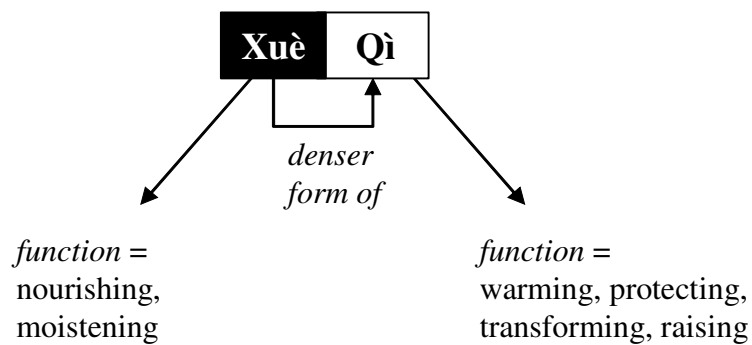 Xuè Qì
denser
form of
function =
nourishing,
moistening
function =
warming, protecting,
transforming, raising